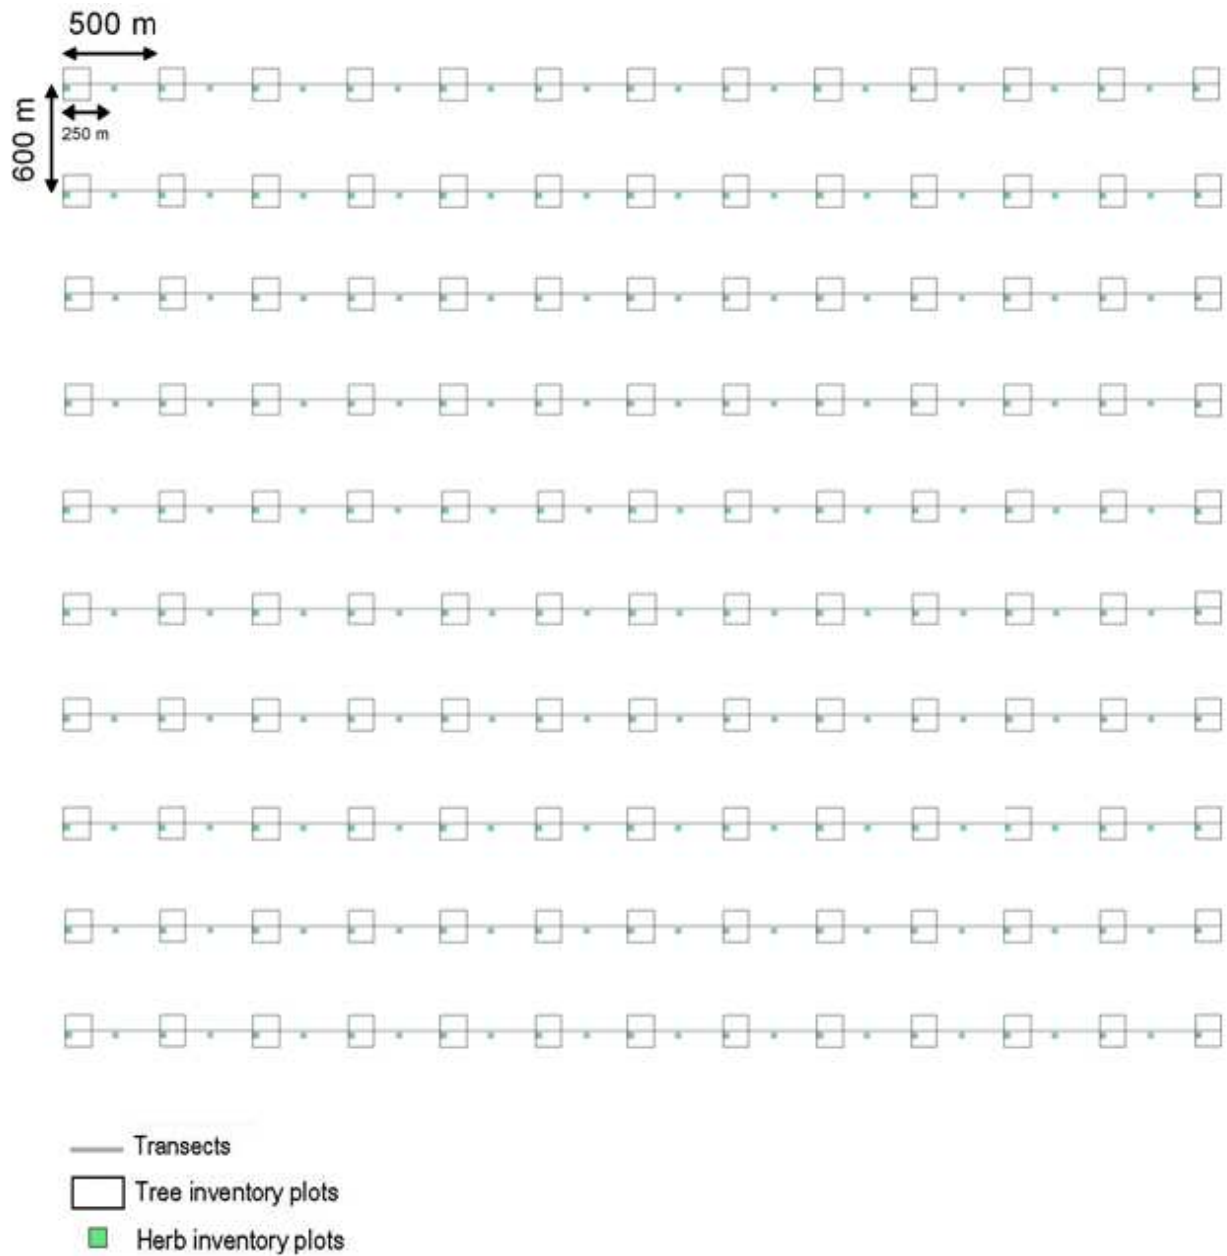 500 m
600 m
250 m
Transects
Tree inventory plots
Herb inventory plots